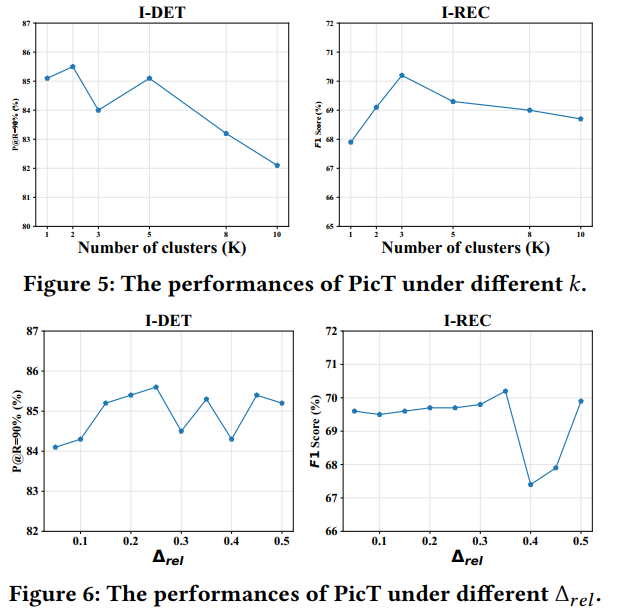 I-DET
I-REC
87
86
85
84
83
82
81
80
P@R=90% (%)
1 2 3 5 8 10
Number of clusters (K)
72
71
70
69
68
67
66
65
F1 Score (%)
1 2 3 5 8 10
Number of clusters (K)
Figure 5: The performances of PicT under different k.
I-DET
I-REC
87
86
85
84
83
82
P@R=90% (%)
0.1 0.2 0.3 0.4 0.5
Δrel
72
71
70
69
68
67
66
F1 Score (%)
0.1 0.2 0.3 0.4 0.5
Δrel
Figure 6: The performances of PicT under different Δrel.